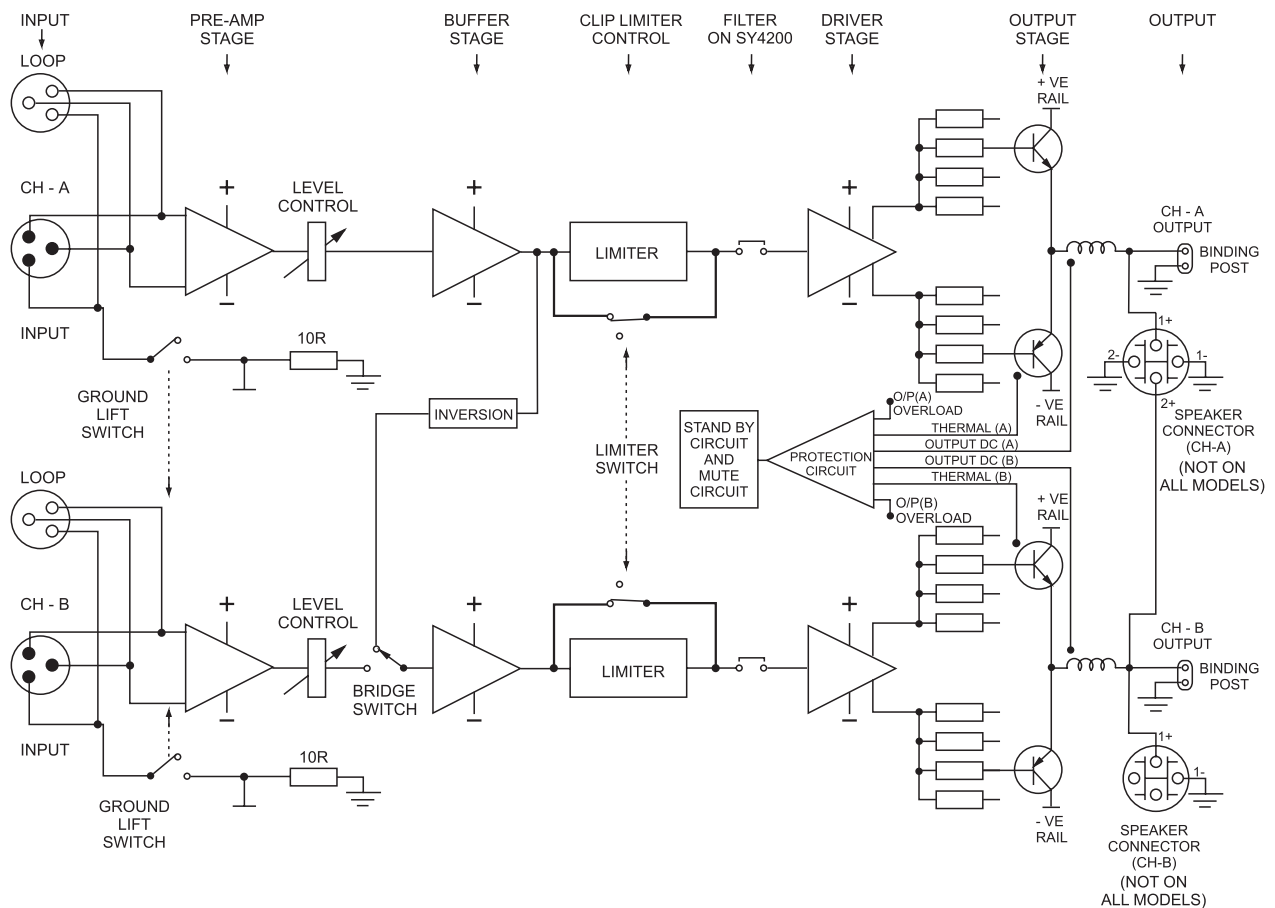 INPUT
PRE-AMP
STAGE
BUFFER
STAGE
CLIP LIMITER
CONTROL
FILTER
ON SY4200
DRIVER
STAGE
OUTPUT
STAGE
OUTPUT
LOOP
+ VE
RAIL
CH - A
LEVEL
CONTROL
+
+
+
LIMITER
CH - A
OUTPUT
BINDING
POST
INPUT
10R
GROUND
LIFT
SWITCH
1+
2-
1-
2+
- VE
RAIL
INVERSION
LIMITER
SWITCH
STAND BY
CIRCUIT
AND
MUTE
CIRCUIT
PROTECTION
CIRCUIT
O/P(A)
OVERLOAD
THERMAL (A)
OUTPUT DC (A)
OUTPUT DC (B)
THERMAL (B)
O/P(B)
OVERLOAD
SPEAKER
CONNECTOR
(CH-A)
(NOT ON
ALL MODELS)
LOOP
+ VE
RAIL
CH - B
LEVEL
CONTROL
+
+
+
BRIDGE
SWITCH
LIMITER
CH - B
OUTPUT
BINDING
POST
INPUT
10R
GROUND
LIFT
SWITCH
1+
1-
- VE
RAIL
SPEAKER
CONNECTOR
(CH-B)
(NOT ON
ALL MODELS)